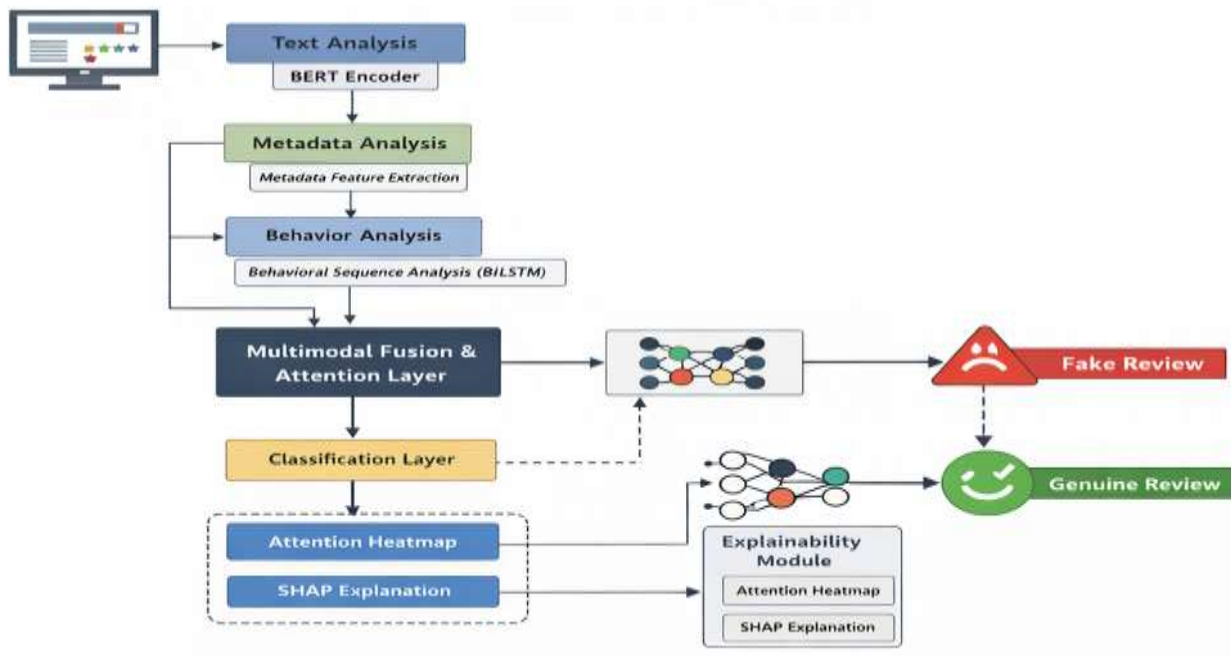 Text Analysis
BERT Encoder
Metadata Analysis
Metadata Feature Extraction
Behavior Analysis
Behavioral Sequence Analysis (BiLSTM)
Multimodal Fusion &
Attention Layer
Fake Review
Classification Layer
Genuine Review
Attention Heatmap
SHAP Explanation
Explainability
Module
Attention Heatmap
SHAP Explanation